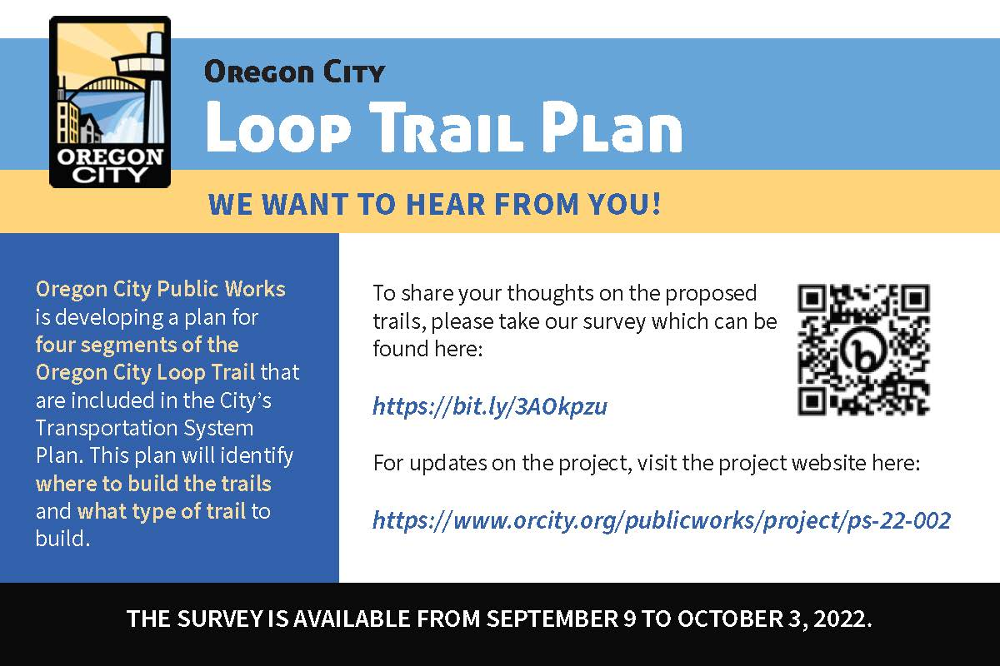 OREGON
CITY
Oregon City
Loop Trail Plan
WE WANT TO HEAR FROM YOU!
Oregon City Public Works
is developing a plan for
four segments of the
Oregon City Loop Trail that
are included in the City's
Transportation System
Plan. This plan will identify
where to build the trails
and what type of trail to
build.
To share your thoughts on the proposed
trails, please take our survey which can be
found here:
https://bit.ly/3AOkpzu
For updates on the project, visit the project website here:
https://www.orcity.org/publicworks/project/ps-22-002
THE SURVEY IS AVAILABLE FROM SEPTEMBER 9 TO OCTOBER 3, 2022.